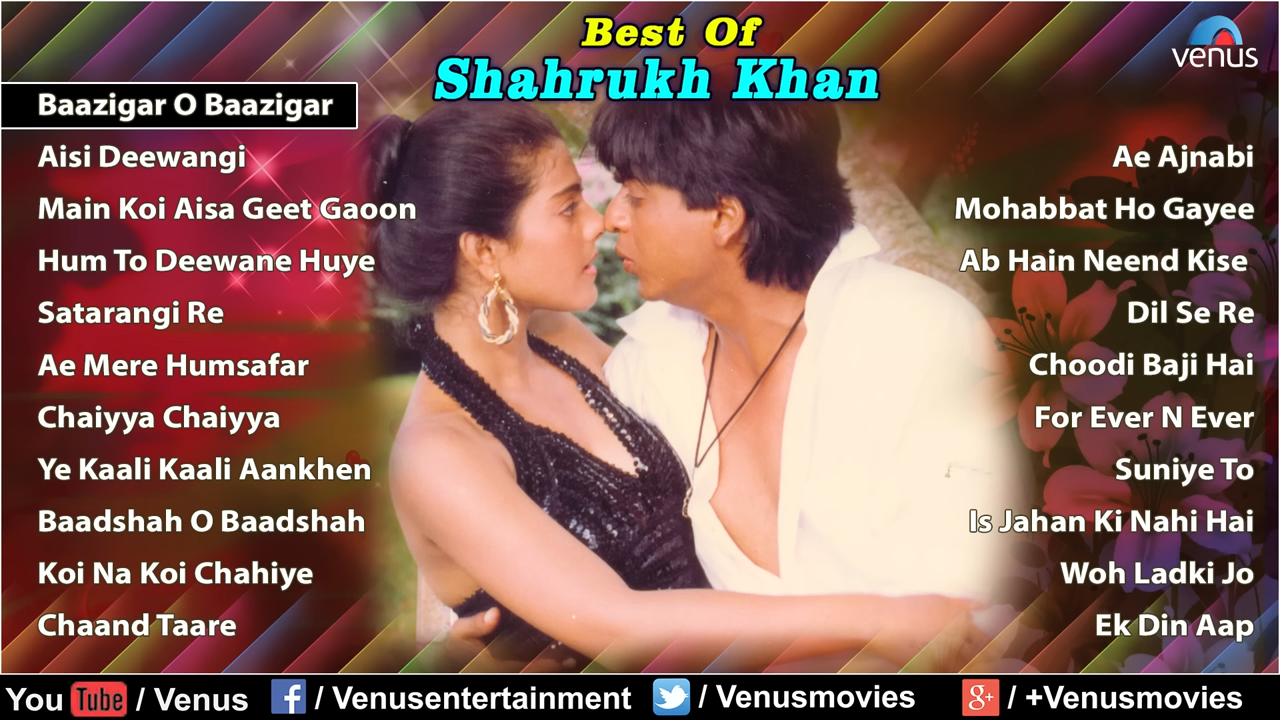 Best Of
Shahrukh Khan
venus
Baazigar O Baazigar
Aisi Deewangi
Main Koi Aisa Geet Gaoon
Hum To Deewane Huye
Satarangi Re
Ae Mere Humsafar
Chaiyya Chaiyya
Ye Kaali Kaali Aankhen
Baadshah O Baadshah
Koi Na Koi Chahiye
Chaand Taare
Ae Ajnabi
Mohabbat Ho Gayee
Ab Hain Neend Kise
Dil Se Re
Choodi Baji Hai
For Ever N Ever
Suniye To
Is Jahan Ki Nahi Hai
Woh Ladki Jo
Ek Din Aap
You Tube / Venus f / Venusentertainment / Venusmovies g+ / +Venusmovies